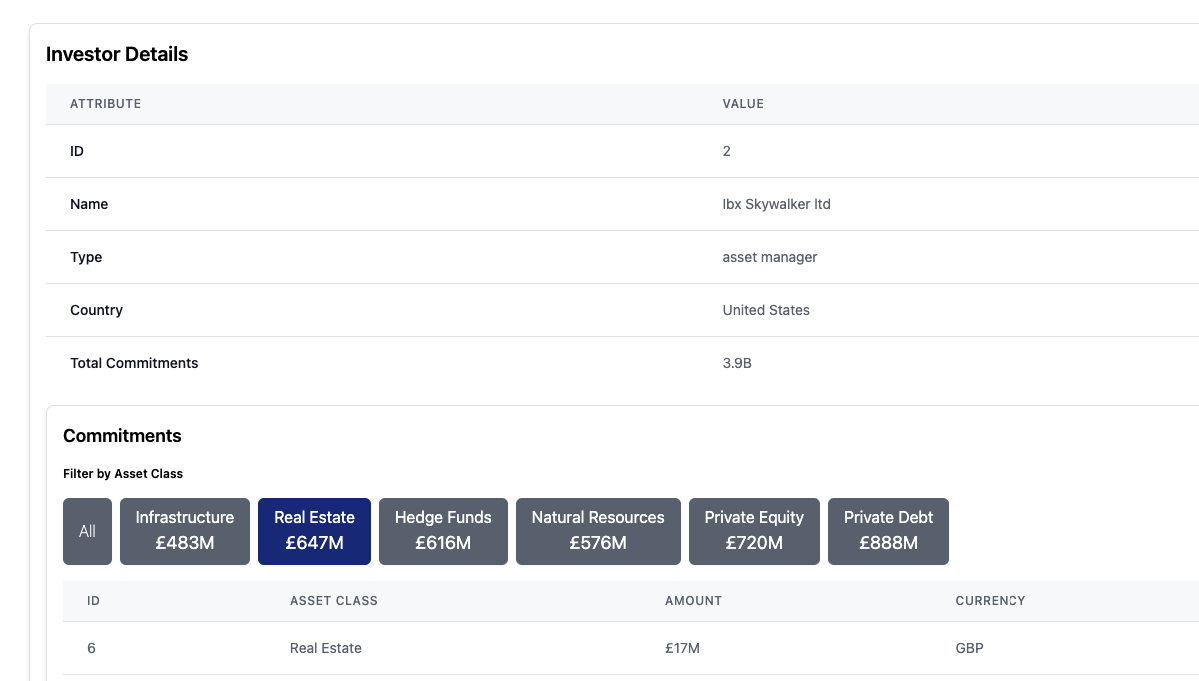 Investor Details
ATTRIBUTE VALUE
ID 2
Name Ibx Skywalker ltd
Type asset manager
Country United States
Total Commitments 3.9B
Commitments
Filter by Asset Class
All Infrastructure £483M Real Estate £647M Hedge Funds £616M Natural Resources £576M Private Equity £720M Private Debt £888M
ID ASSET CLASS AMOUNT CURRENCY
6 Real Estate £17M GBP